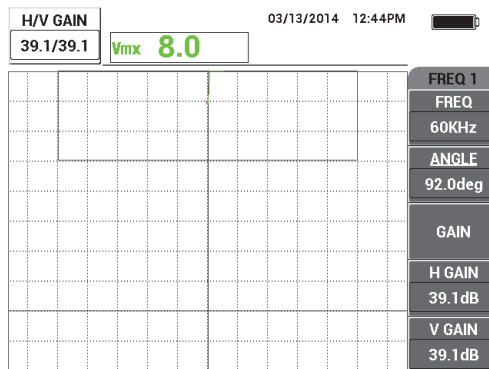 H/V GAIN
39.1/39.1
Vmx 8.0
03/13/2014 12:44PM
FREQ 1
FREQ
60KHz
ANGLE
92.0deg
GAIN
H GAIN
39.1dB
V GAIN
39.1dB